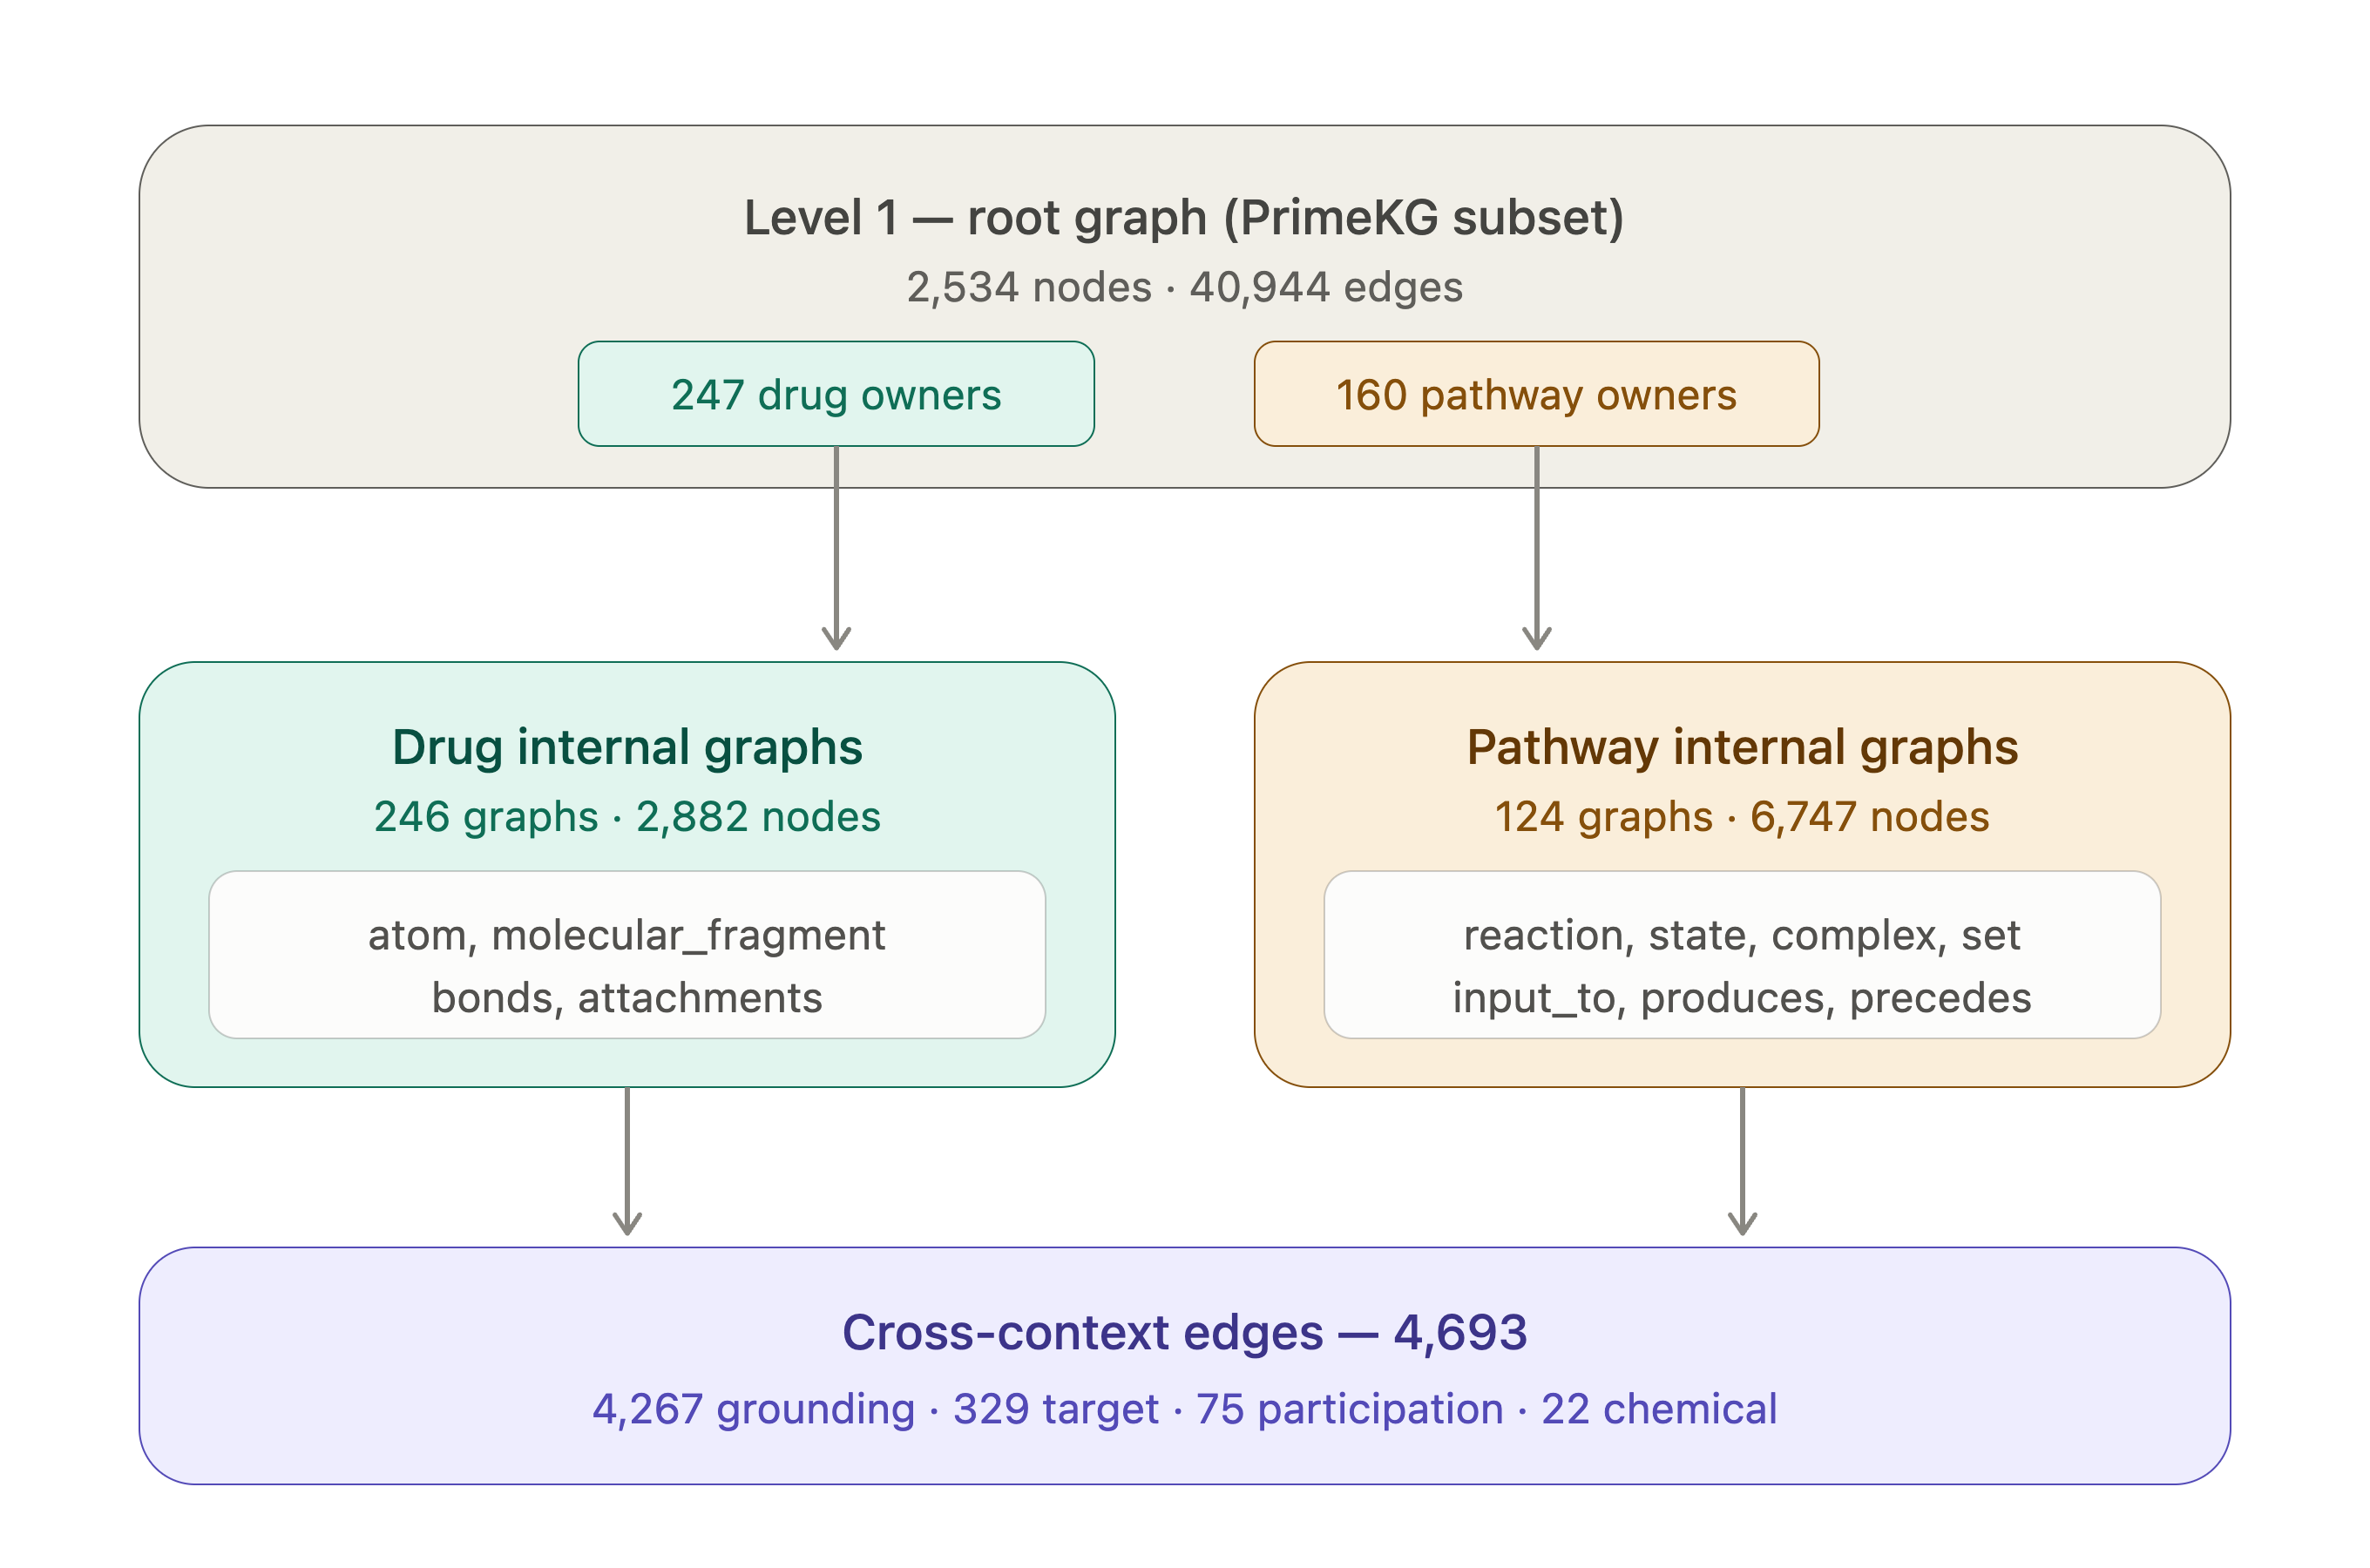 Level 1 — root graph (PrimeKG subset)
2,534 nodes · 40,944 edges
247 drug owners
160 pathway owners
Drug internal graphs
246 graphs · 2,882 nodes
atom, molecular_fragment
bonds, attachments
Pathway internal graphs
124 graphs · 6,747 nodes
reaction, state, complex, set
input_to, produces, precedes
Cross-context edges — 4,693
4,267 grounding · 329 target · 75 participation · 22 chemical